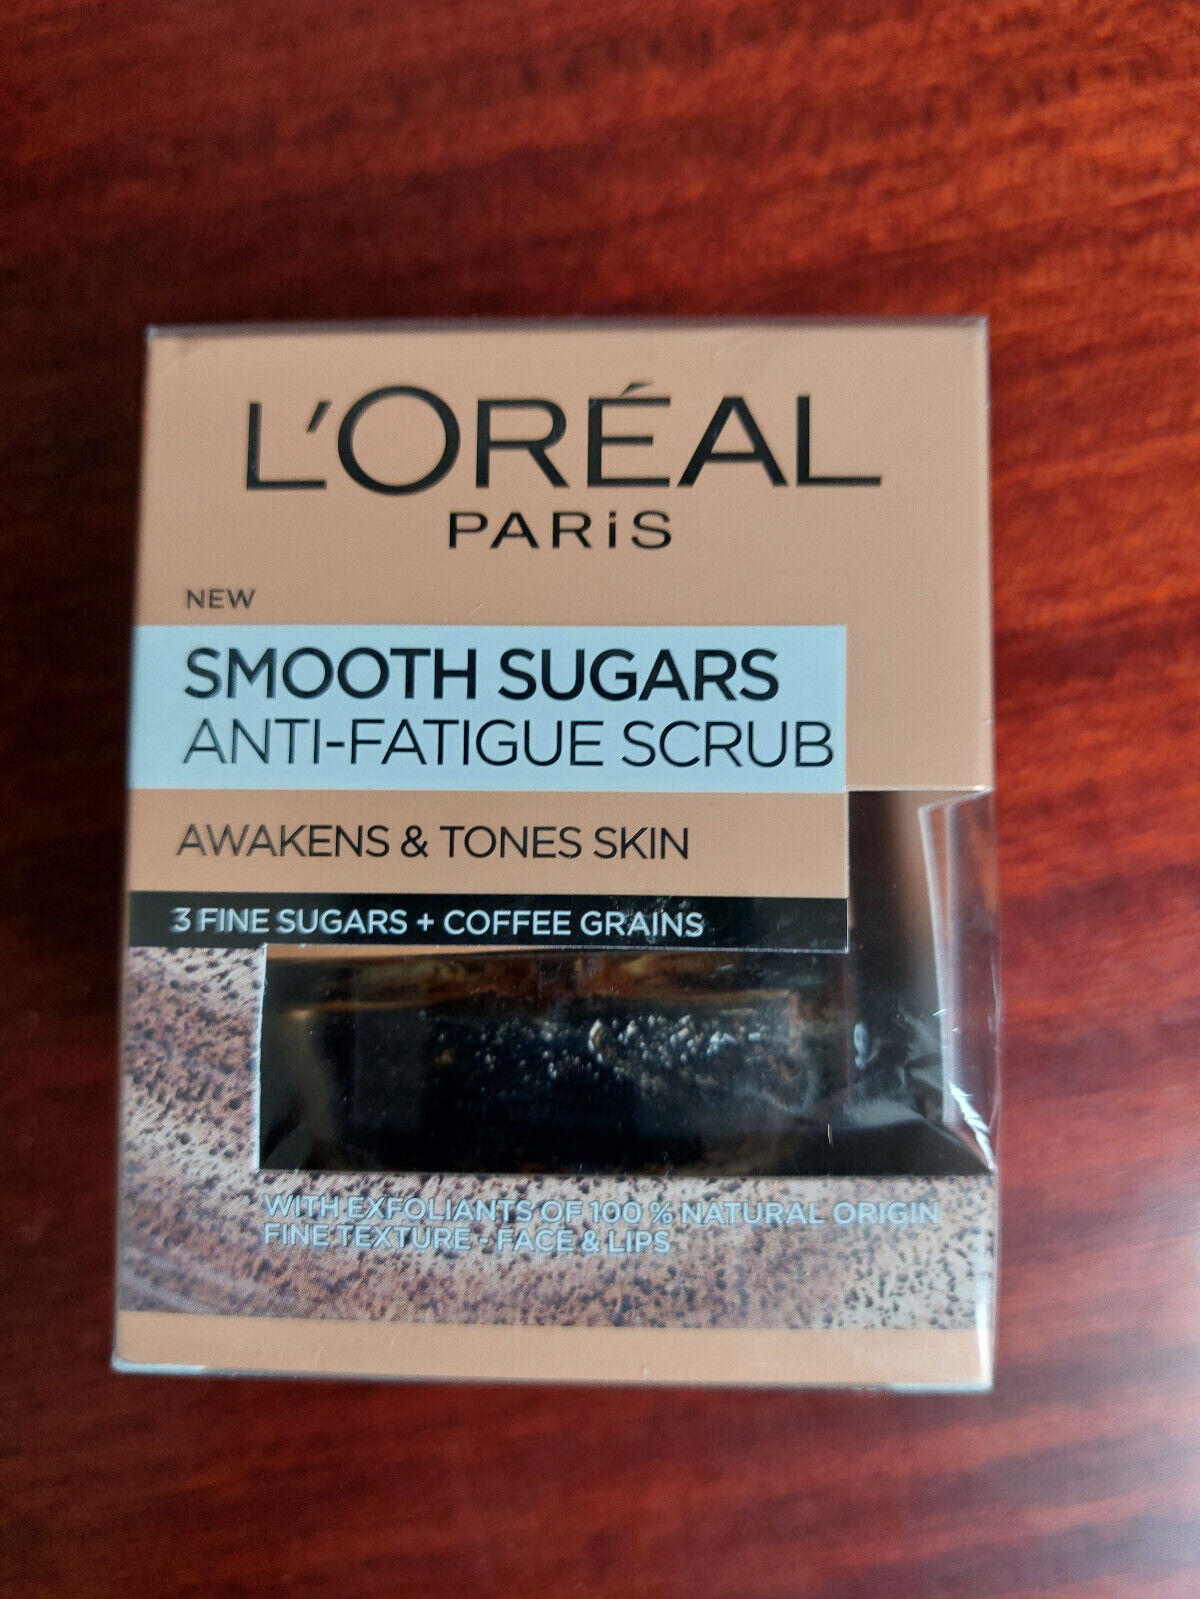 L'ORÉAL
PARiS
NEW
SMOOTH SUGARS
ANTI-FATIGUE SCRUB
AWAKENS & TONES SKIN
3 FINE SUGARS + COFFEE GRAINS
WITH EXFOLIANTS OF 100 % NATURAL ORIGIN
FINE TEXTURE - FACE & LIPS